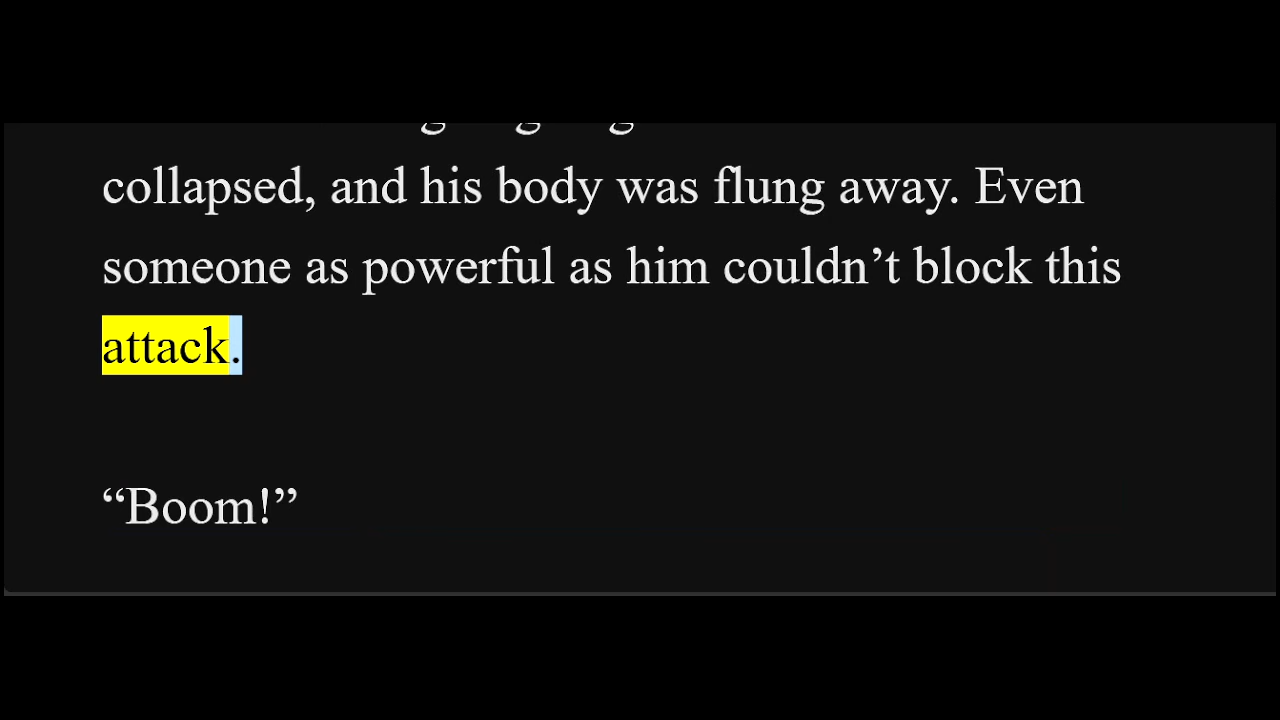 collapsed, and his body was flung away. Even
someone as powerful as him couldn’t block this
attack.
“Boom!”